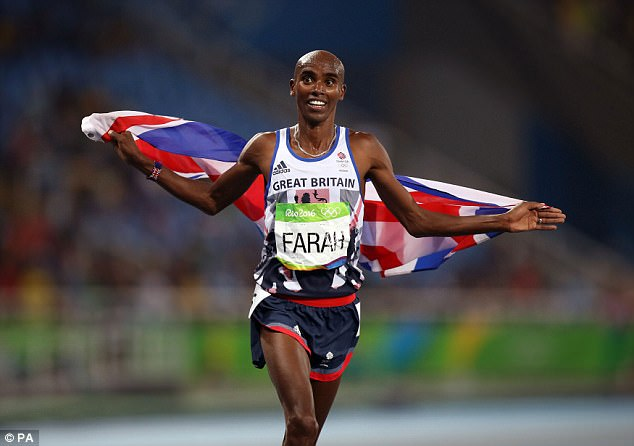 adidas
GREAT BRITAIN
Rio2016
FARAH
© PA